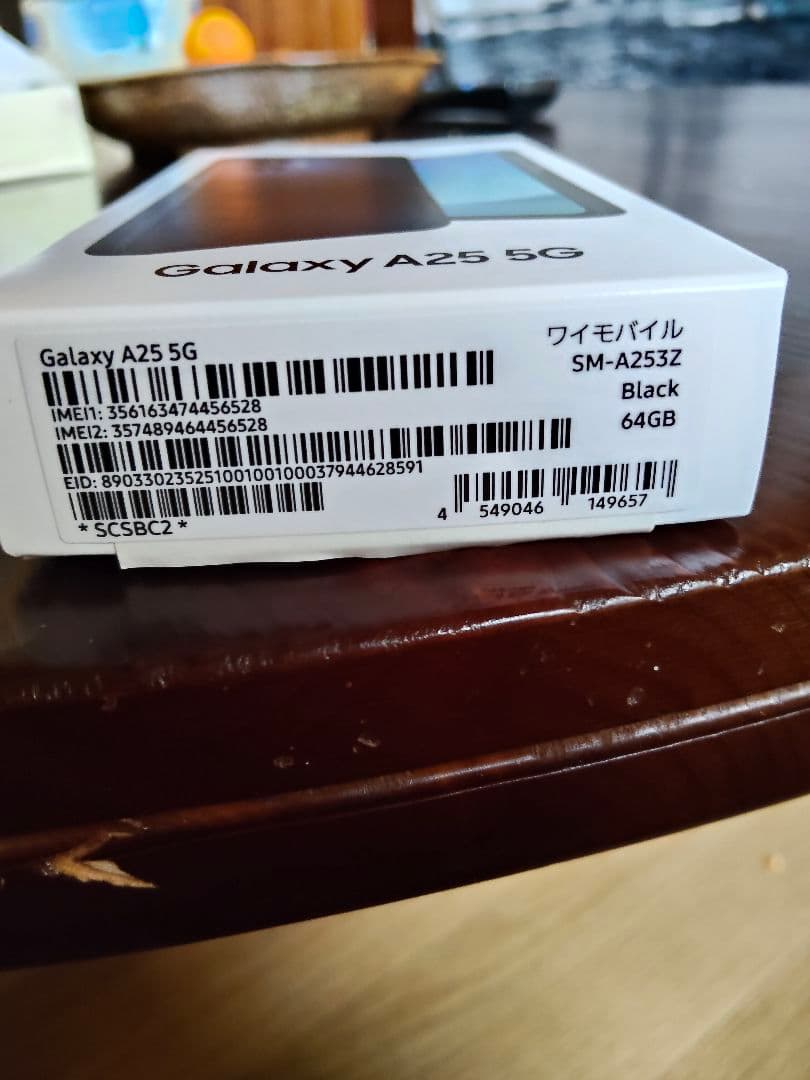 Galaxy A25 5G
Galaxy A25 5G
ワイモバイル
SM-A253Z
Black
64GB
IMEI1: 356163474456528
IMEI2: 357489464456528
EID: 89033023525100100100037944628591
* SCSBC2 *
4 549046 149657